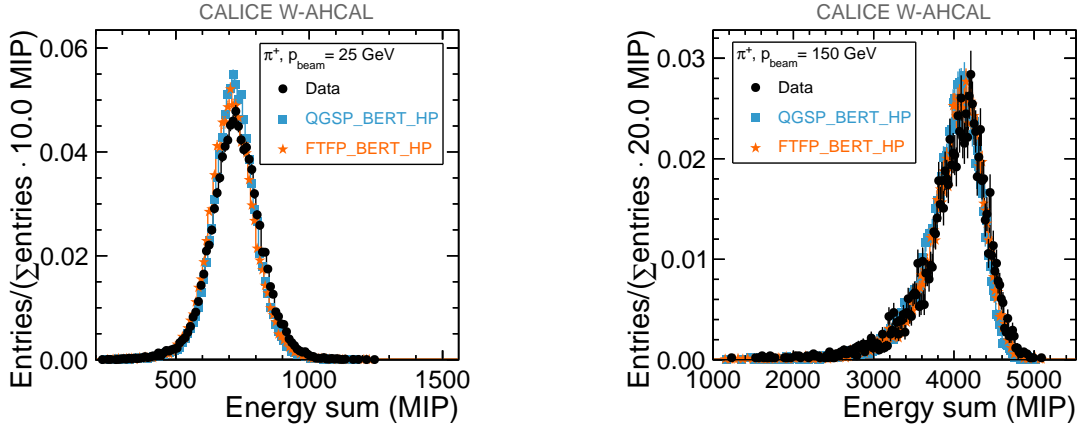 CALICE W-AHCAL
Entries/(∑entries · 10.0 MIP)
0.06
0.04
0.02
0.00
π⁺, p_beam = 25 GeV
Data
QGSP_BERT_HP
FTFP_BERT_HP
500
1000
1500
Energy sum (MIP)
CALICE W-AHCAL
Entries/(∑entries · 20.0 MIP)
0.03
0.02
0.01
0.00
π⁺, p_beam = 150 GeV
Data
QGSP_BERT_HP
FTFP_BERT_HP
1000
2000
3000
4000
5000
Energy sum (MIP)